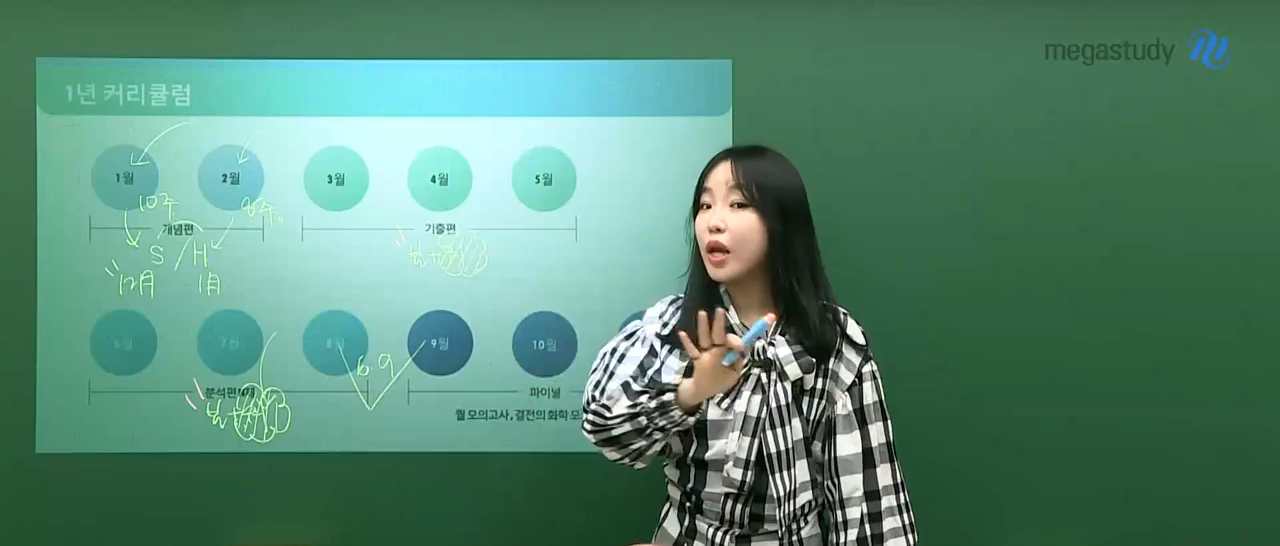 megastudy
1년 커리큘럼
1월 2월 3월 4월 5월
10주 8주.
개념편 기출편
S / H
12月 1月
6월 7월 8월 9월 10월
6.9
파이널
월 모의고사, 결전의 화학 모